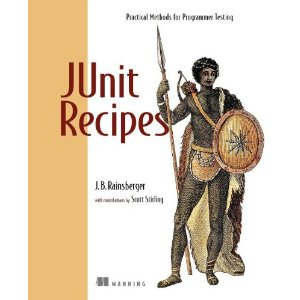 Practical Methods for Programmer Testing
JUnit
Recipes
J.B. Rainsberger
with contributions by Scott Stirling
MANNING